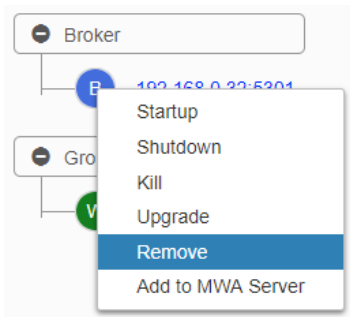 Broker
B
192.168.0.32:5301
Startup
Gro
Shutdown
Kill
Upgrade
Remove
Add to MWA Server